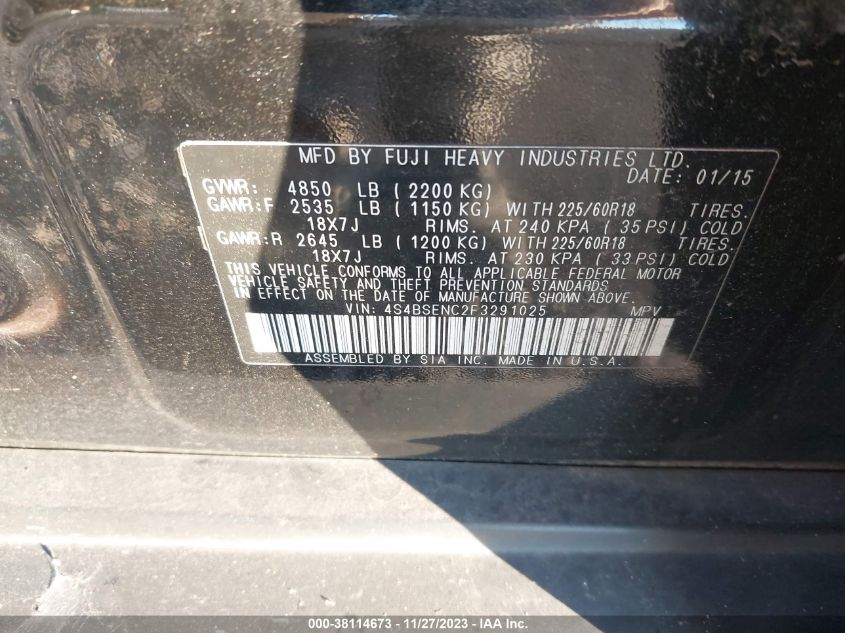 MFD BY FUJI HEAVY INDUSTRIES LTD.
DATE: 01/15
GVWR: 4850 LB ( 2200 KG)
GAWR:F 2535 LB ( 1150 KG) WITH 225/60R18 TIRES.
18X7J RIMS. AT 240 KPA ( 35 PSI) COLD
GAWR:R 2645 LB ( 1200 KG) WITH 225/60R18 TIRES.
18X7J RIMS. AT 230 KPA ( 33 PSI) COLD
THIS VEHICLE CONFORMS TO ALL APPLICABLE FEDERAL MOTOR
VEHICLE SAFETY AND THEFT PREVENTION STANDARDS
IN EFFECT ON THE DATE OF MANUFACTURE SHOWN ABOVE.
VIN: 4S4BSENC2F3291025 MPV
ASSEMBLED BY SIA INC. MADE IN U.S.A.
000-38114673 - 11/27/2023 - IAA Inc.